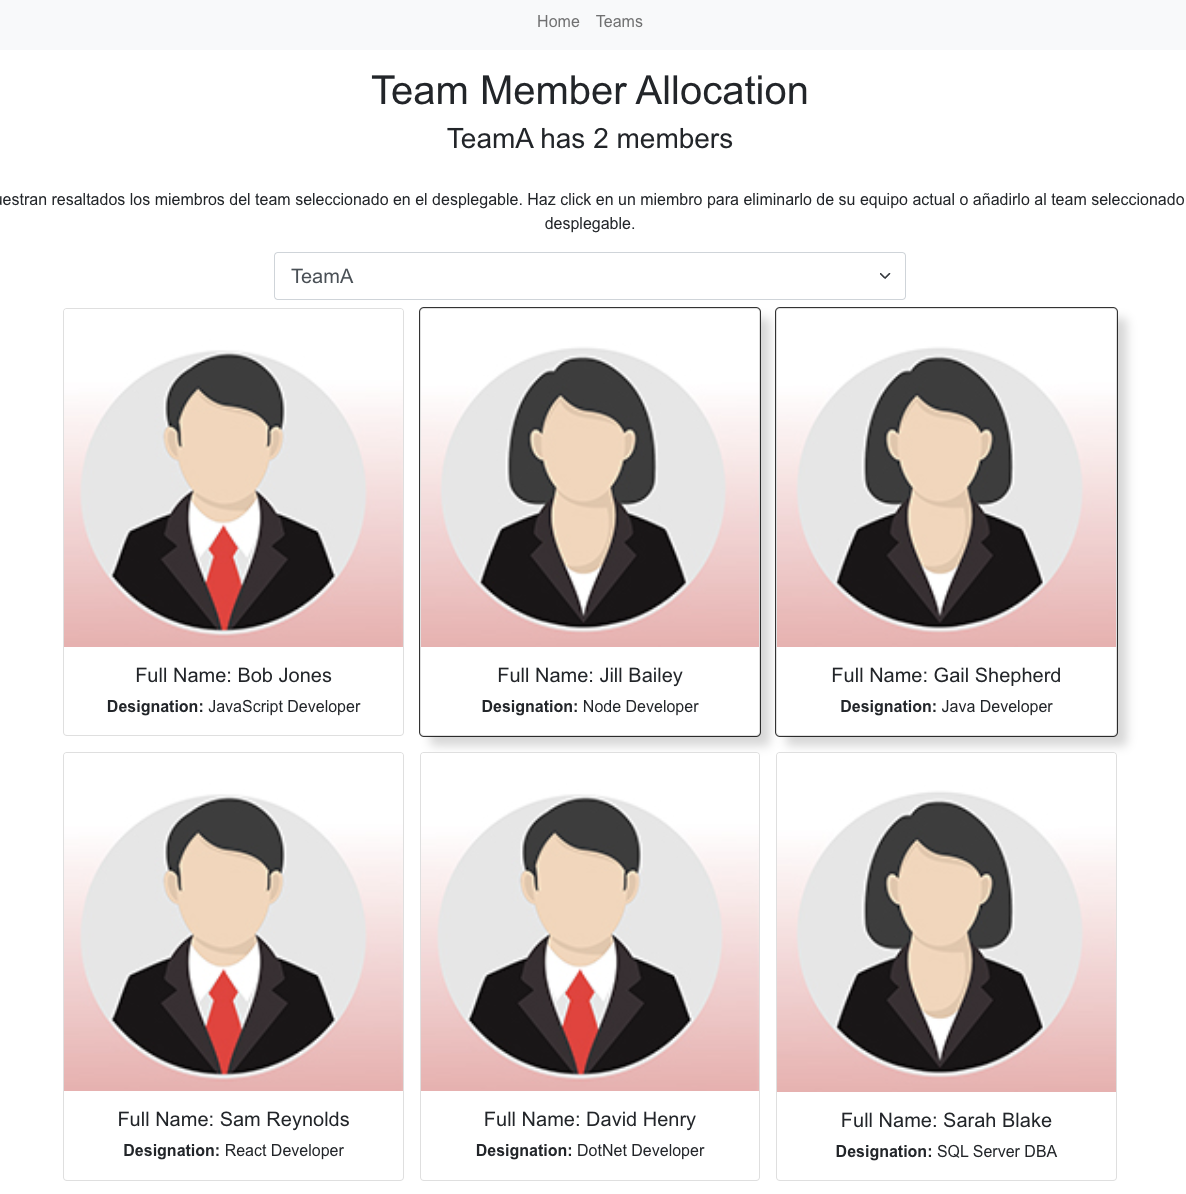 Home Teams
Team Member Allocation
TeamA has 2 members
resaltados los miembros del team seleccionado en el desplegable. Haz click en un miembro para eliminarlo de su equipo actual o añadirlo al team seleccionado
desplegable.
TeamA
Full Name: Bob Jones
Designation: JavaScript Developer
Full Name: Jill Bailey
Designation: Node Developer
Full Name: Gail Shepherd
Designation: Java Developer
Full Name: Sam Reynolds
Designation: React Developer
Full Name: David Henry
Designation: DotNet Developer
Full Name: Sarah Blake
Designation: SQL Server DBA